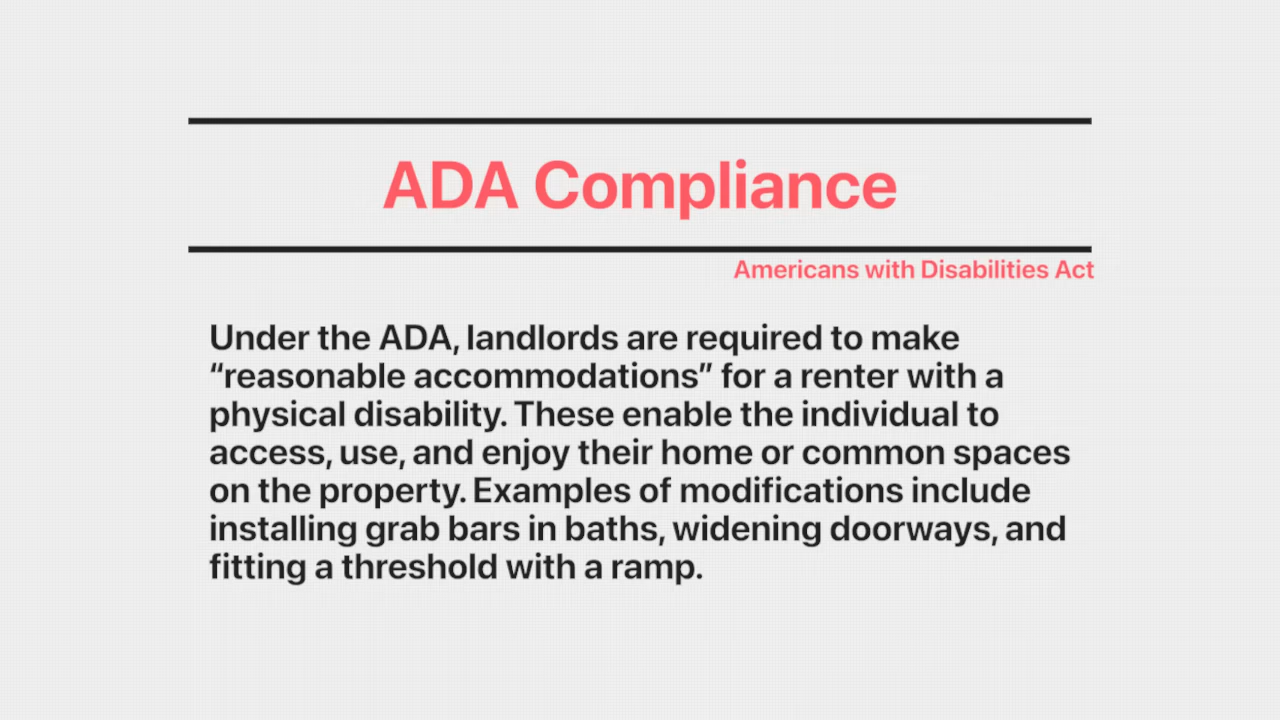 ADA Compliance
Americans with Disabilities Act
Under the ADA, landlords are required to make
“reasonable accommodations” for a renter with a
physical disability. These enable the individual to
access, use, and enjoy their home or common spaces
on the property. Examples of modifications include
installing grab bars in baths, widening doorways, and
fitting a threshold with a ramp.